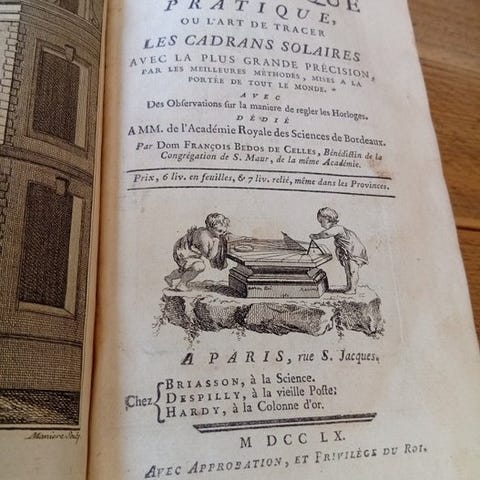 PRATIQUE,
OU L'ART DE TRACER
LES CADRANS SOLAIRES
AVEC LA PLUS GRANDE PRÉCISION,
PAR LES MEILLEURES MÉTHODES, MISES A LA
PORTÉE DE TOUT LE MONDE.
AVEC
Des Observations sur la maniere de regler les Horloges.
DÉDIÉ
A MM. de l'Académie Royale des Sciences de Bordeaux.
Par Dom FRANÇOIS BEDOS DE CELLES, Bénédictin de la
Congrégation de S. Maur, de la même Académie.
Prix, 6 liv. en feuilles, & 7 liv. relié, même dans les Provinces.
A PARIS, rue S. Jacques.
Chez
BRIASSON, à la Science.
DESPILLY, à la vieille Poste:
HARDY, à la Colonne d'or.
M DCC LX.
AVEC APPROBATION, ET PRIVILÉGE DU ROI.
Maniere Sculp.